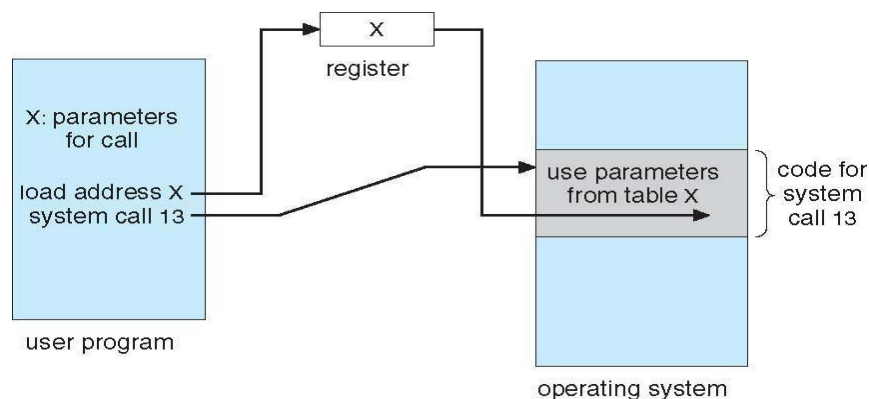 X
register
X: parameters
for call
load address X
system call 13
user program
use parameters
from table X
code for
system
call 13
operating system